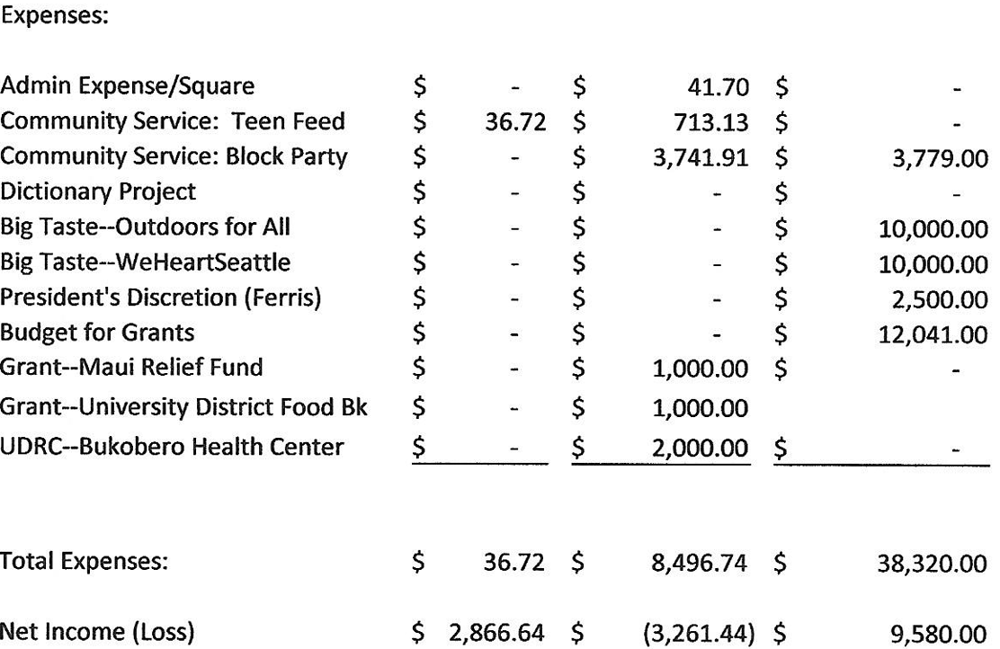 Expenses:
Admin Expense/Square $ - $ 41.70 $ -
Community Service: Teen Feed $ 36.72 $ 713.13 $ -
Community Service: Block Party $ - $ 3,741.91 $ 3,779.00
Dictionary Project $ - $ - $ -
Big Taste--Outdoors for All $ - $ - $ 10,000.00
Big Taste--WeHeartSeattle $ - $ - $ 10,000.00
President's Discretion (Ferris) $ - $ - $ 2,500.00
Budget for Grants $ - $ - $ 12,041.00
Grant--Maui Relief Fund $ - $ 1,000.00 $ -
Grant--University District Food Bk $ - $ 1,000.00
UDRC--Bukobero Health Center $ - $ 2,000.00 $ -
Total Expenses: $ 36.72 $ 8,496.74 $ 38,320.00
Net Income (Loss) $ 2,866.64 $ (3,261.44) $ 9,580.00